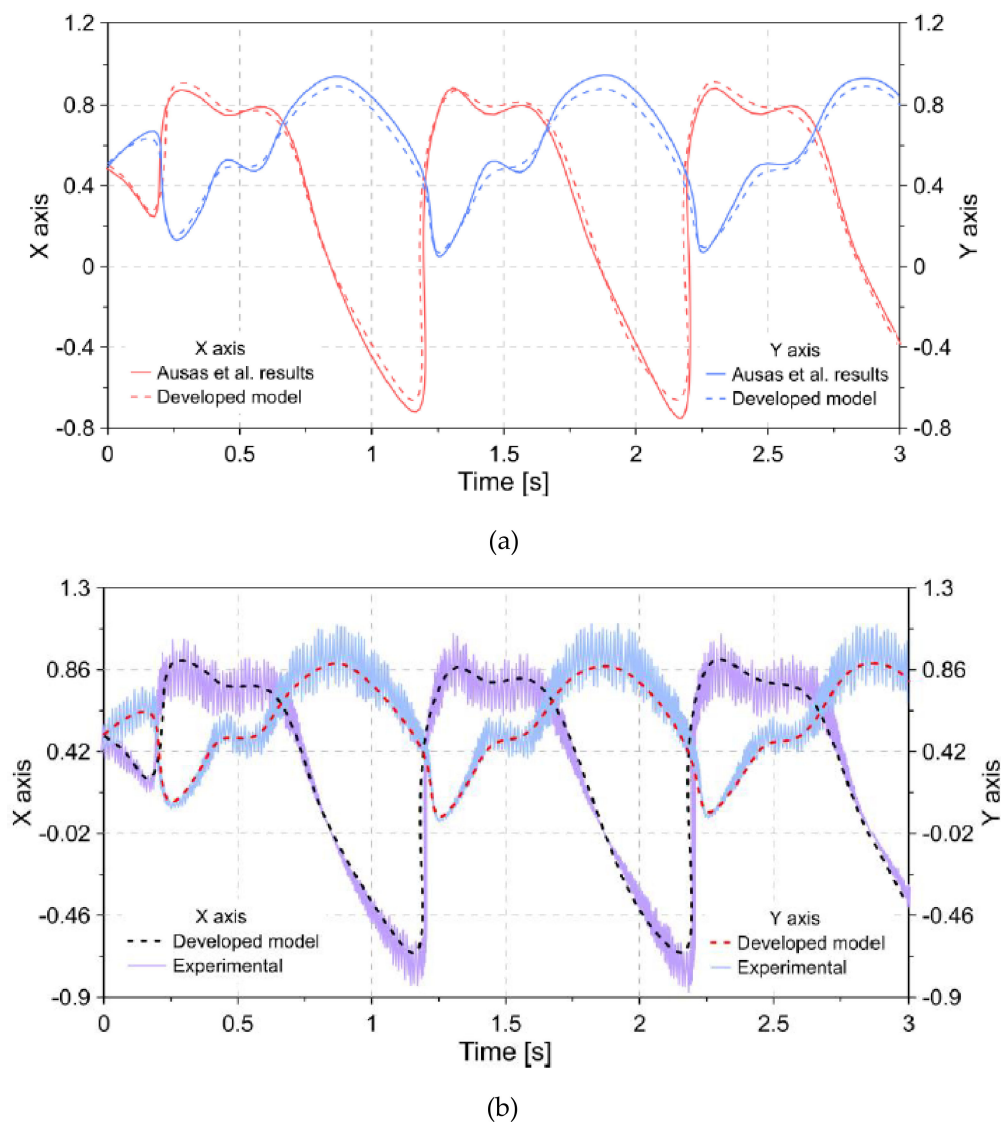 1.2
1.2
0.8
0.8
0.4
0.4
0
0
-0.4
-0.4
-0.8
-0.8
X axis
Y axis
X axis
Ausas et al. results
Developed model
Y axis
Ausas et al. results
Developed model
0
0.5
1
1.5
2
2.5
3
Time [s]
(a)
1.3
1.3
0.86
0.86
0.42
0.42
-0.02
-0.02
-0.46
-0.46
-0.9
-0.9
X axis
Y axis
X axis
Developed model
Experimental
Y axis
Developed model
Experimental
0
0.5
1
1.5
2
2.5
3
Time [s]
(b)